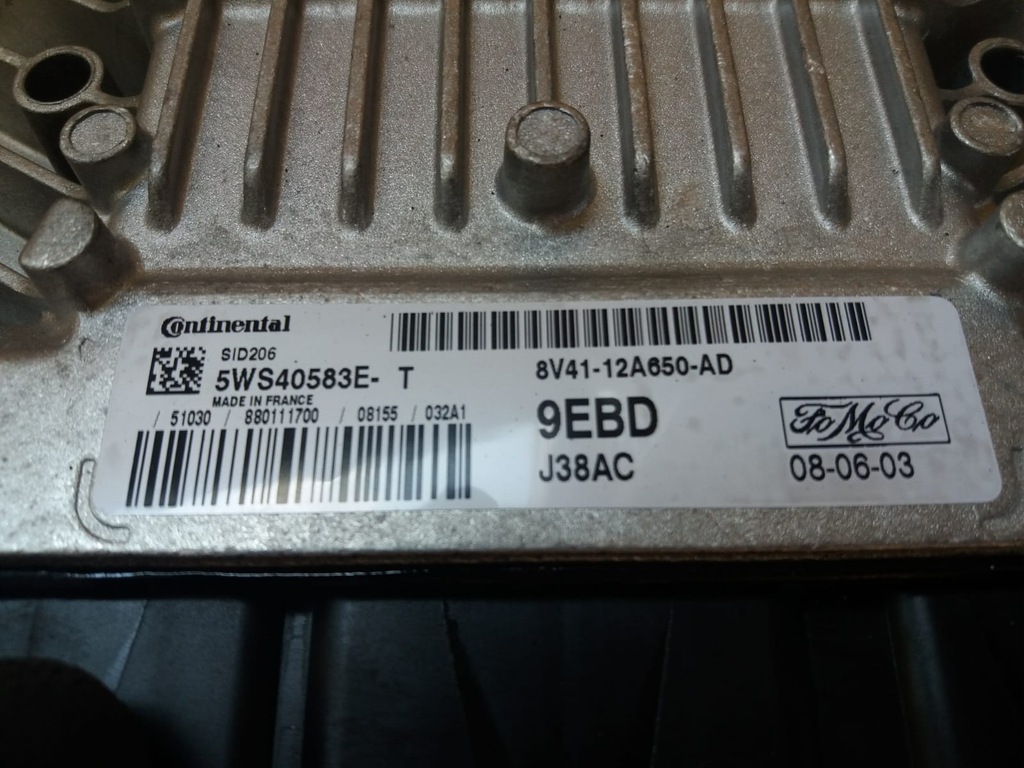 Continental
SID206
5WS40583E- T
MADE IN FRANCE
/ 51030 / 880111700 / 08155 / 032A1
8V41-12A650-AD
9EBD
J38AC
FoMoCo
08-06-03